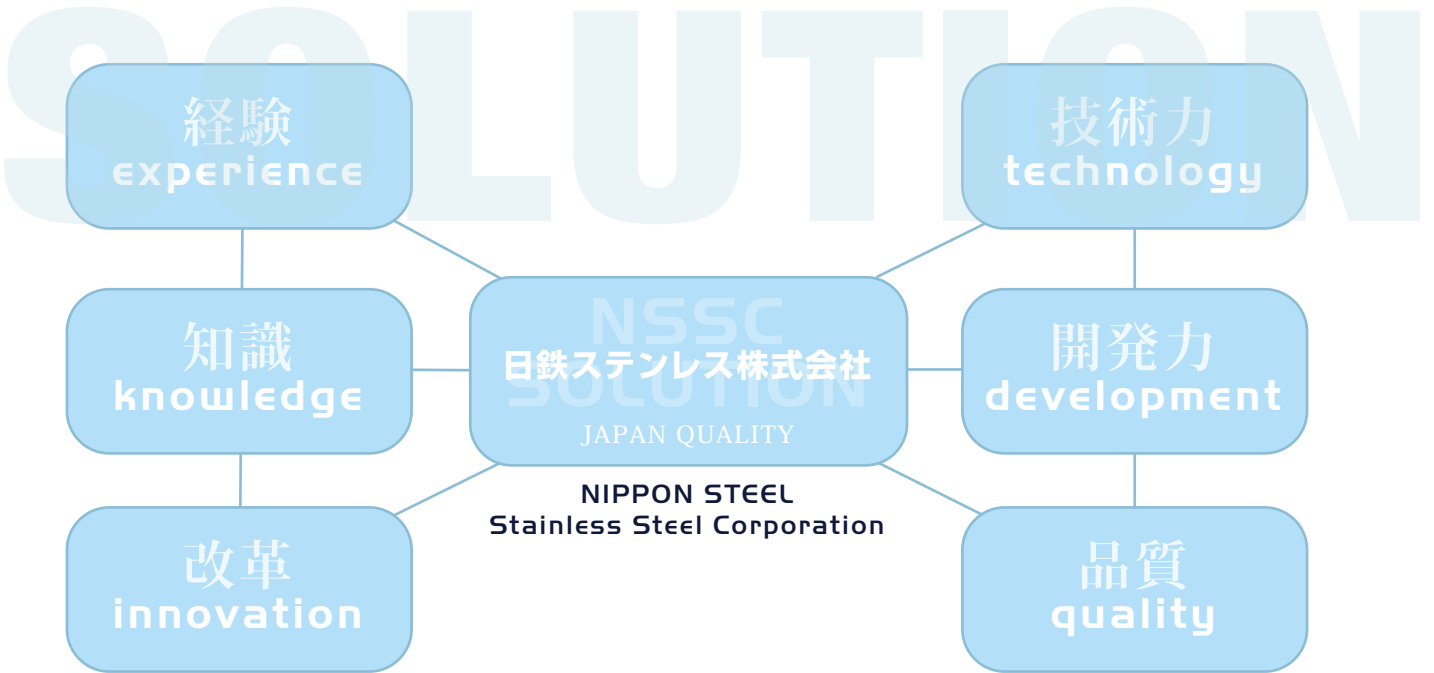 SOLUTION
経験
experience
技術力
technology
知識
knowledge
NSSC
日鉄ステンレス株式会社
SOLUTION
JAPAN QUALITY
開発力
development
NIPPON STEEL
Stainless Steel Corporation
改革
innovation
品質
quality